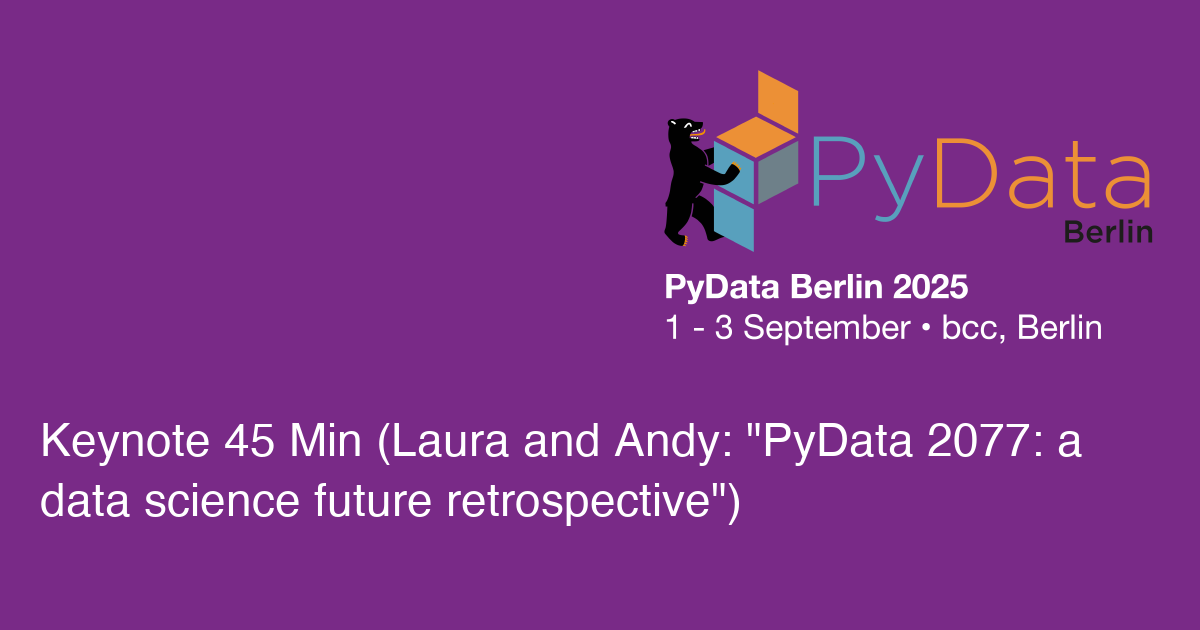 PyData
Berlin
PyData Berlin 2025
1 - 3 September • bcc, Berlin
Keynote 45 Min (Laura and Andy: "PyData 2077: a
data science future retrospective")